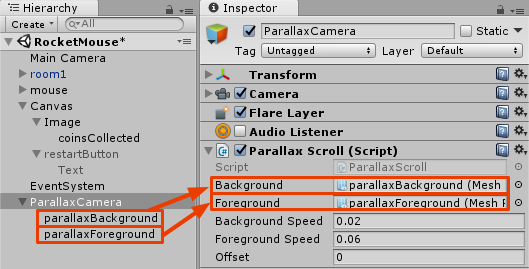 Hierarchy
Create
All
RocketMouse*
Main Camera
room1
mouse
Canvas
Image
coinsCollected
restartButton
Text
EventSystem
ParallaxCamera
parallaxBackground
parallaxForeground
Inspector
ParallaxCamera Static
Tag Untagged Layer Default
Transform
Camera
Flare Layer
Audio Listener
Parallax Scroll (Script)
Script ParallaxScroll
Background parallaxBackground (Mesh
Foreground parallaxForeground (Mesh F
Background Speed 0.02
Foreground Speed 0.06
Offset 0